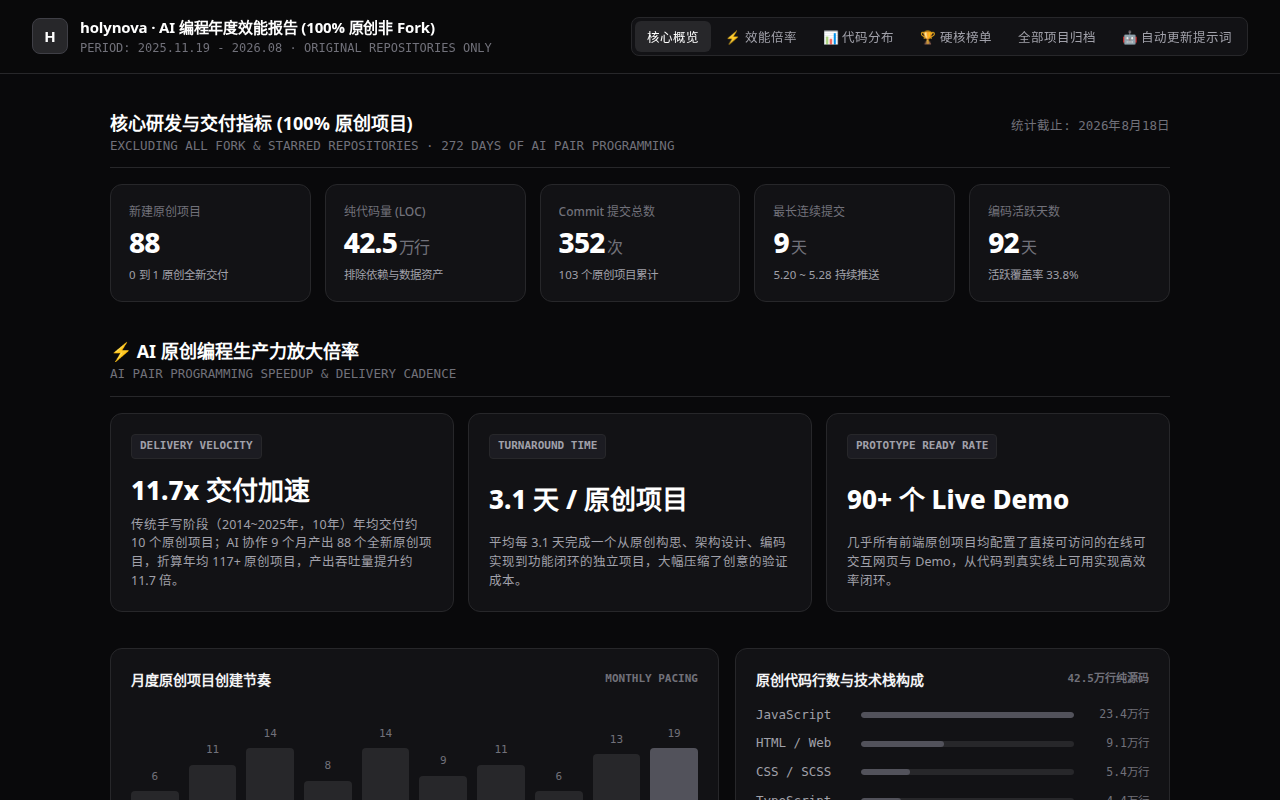 H
holynova · AI 编程年度效能报告 (100% 原创非 Fork)
PERIOD: 2025.11.19 - 2026.08 · ORIGINAL REPOSITORIES ONLY
核心概览
⚡ 效能倍率
📊 代码分布
🏆 硬核榜单
全部项目归档
🤖 自动更新提示词
核心研发与交付指标 (100% 原创项目)
EXCLUDING ALL FORK & STARRED REPOSITORIES · 272 DAYS OF AI PAIR PROGRAMMING
统计截止: 2026年8月18日
新建原创项目
88
0 到 1 原创全新交付
纯代码量 (LOC)
42.5万行
排除依赖与数据资产
Commit 提交总数
352次
103 个原创项目累计
最长连续提交
9天
5.20 ~ 5.28 持续推送
编码活跃天数
92天
活跃覆盖率 33.8%
⚡ AI 原创编程生产力放大倍率
AI PAIR PROGRAMMING SPEEDUP & DELIVERY CADENCE
DELIVERY VELOCITY
11.7x 交付加速
传统手写阶段（2014~2025年，10年）年均交付约
10 个原创项目；AI 协作 9 个月产出 88 个全新原创项
目，折算年均 117+ 原创项目，产出吞吐量提升约
11.7 倍。
TURNAROUND TIME
3.1 天 / 原创项目
平均每 3.1 天完成一个从原创构思、架构设计、编码
实现到功能闭环的独立项目，大幅压缩了创意的验证
成本。
PROTOTYPE READY RATE
90+ 个 Live Demo
几乎所有前端原创项目均配置了直接可访问的在线可
交互网页与 Demo，从代码到真实线上可用实现高效
率闭环。
月度原创项目创建节奏
MONTHLY PACING
6
11
14
8
14
9
11
6
13
19
原创代码行数与技术栈构成
42.5万行纯源码
JavaScript
23.4万行
HTML / Web
9.1万行
CSS / SCSS
5.4万行
TypeScript
4.4万行